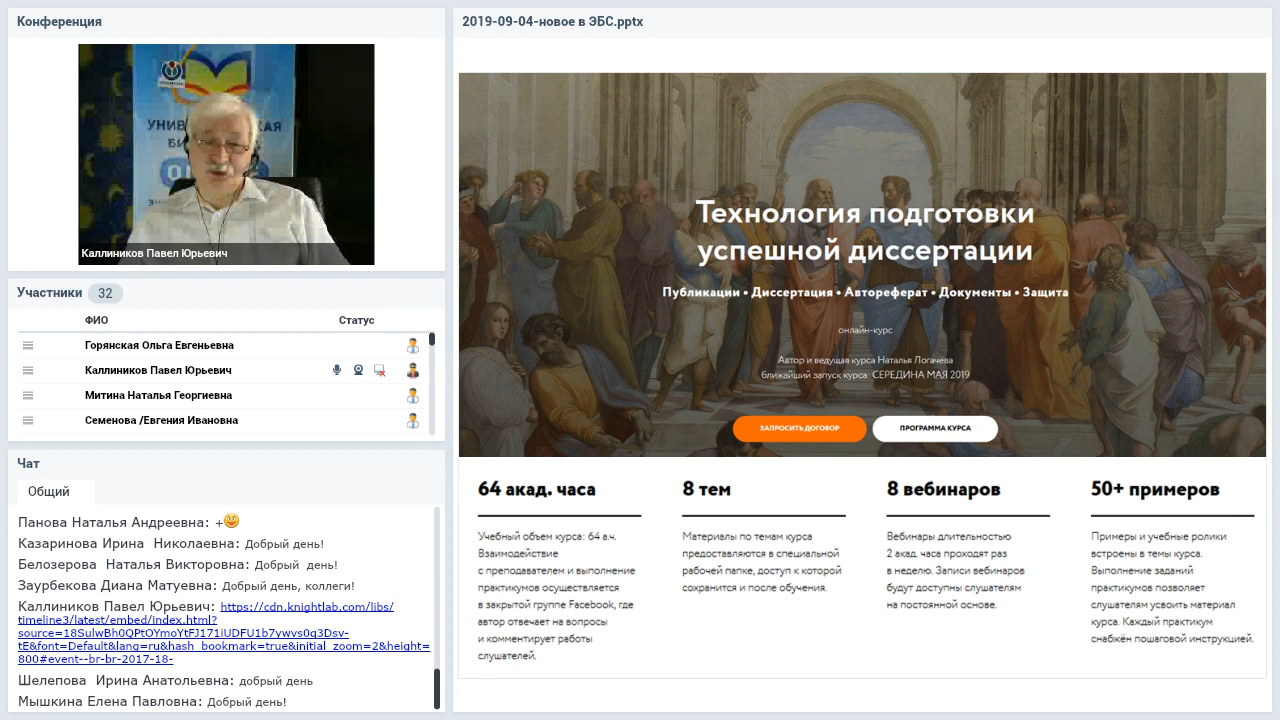 Конференция
УНИВ
СКАЯ
Каллиников Павел Юрьевич
Участники 32
ФИО Статус
Горянская Ольга Евгеньевна
Каллиников Павел Юрьевич
Митина Наталья Георгиевна
Семенова /Евгения Ивановна
Чат
Общий
Панова Наталья Андреевна: +
Казаринова Ирина Николаевна: Добрый день!
Белозерова Наталья Викторовна: Добрый день!
Заурбекова Диана Матуевна: Добрый день, коллеги!
Каллиников Павел Юрьевич: https://cdn.knightlab.com/libs/
timeline3/latest/embed/index.html?
source=18SulwBh0QPtOYmoYtFJ171iUDFU1b7ywvs0q3Dsv-
tE&font=Default&lang=ru&hash_bookmark=true&initial_zoom=2&height=
800#event--br-br-2017-18-
Шелепова Ирина Анатольевна: добрый день
Мышкина Елена Павловна: Добрый день!
2019-09-04-новое в ЭБС.pptx
Технология подготовки
успешной диссертации
Публикации • Диссертация • Автореферат • Документы • Защита
онлайн-курс
Автор и ведущая курса Наталья Логачёва
ближайший запуск курса: СЕРЕДИНА МАЯ 2019
ЗАПРОСИТЬ ДОГОВОР
ПРОГРАММА КУРСА
64 акад. часа
Учебный объем курса: 64 а.ч.
Взаимодействие
с преподавателем и выполнение
практикумов осуществляется
в закрытой группе Facebook, где
автор отвечает на вопросы
и комментирует работы
слушателей.
8 тем
Материалы по темам курса
предоставляются в специальной
рабочей папке, доступ к которой
сохранится и после обучения.
8 вебинаров
Вебинары длительностью
2 акад. часа проходят раз
в неделю. Записи вебинаров
будут доступны слушателям
на постоянной основе.
50+ примеров
Примеры и учебные ролики
встроены в темы курса.
Выполнение заданий
практикумов позволяет
слушателям усвоить материал
курса. Каждый практикум
снабжён пошаговой инструкцией.